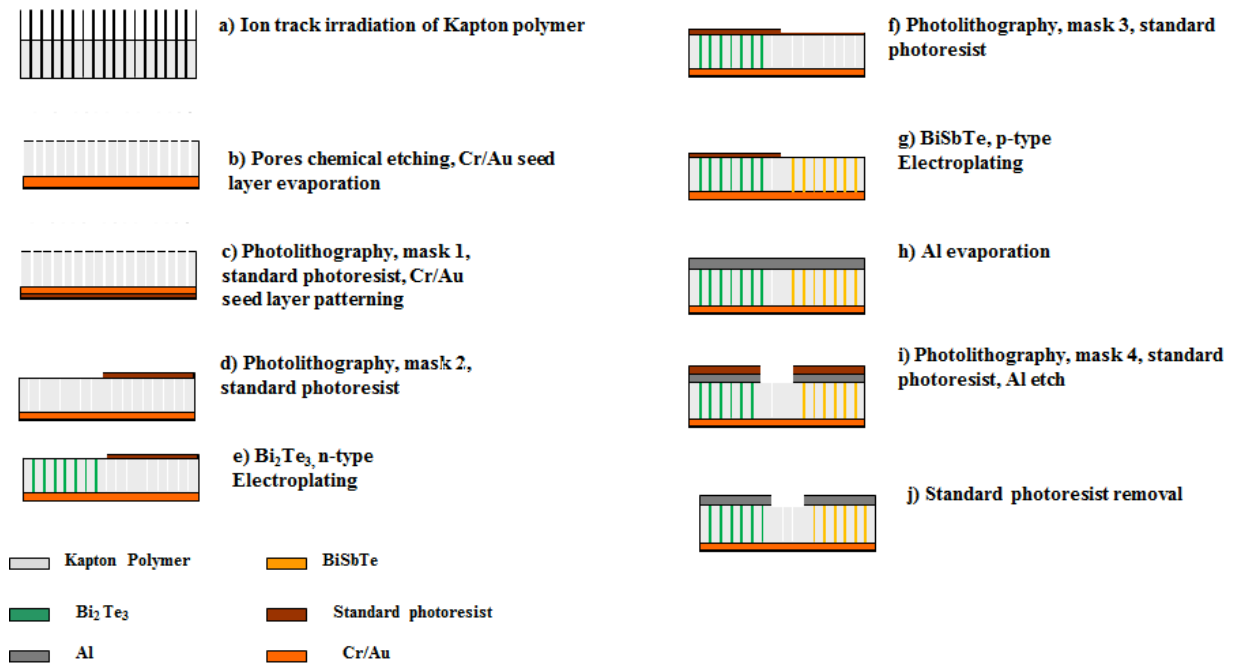 a) Ion track irradiation of Kapton polymer
b) Pores chemical etching, Cr/Au seed
layer evaporation
c) Photolithography, mask 1,
standard photoresist, Cr/Au
seed layer patterning
d) Photolithography, mask 2,
standard photoresist
e) Bi₂Te₃, n-type
Electroplating
f) Photolithography, mask 3, standard
photoresist
g) BiSbTe, p-type
Electroplating
h) Al evaporation
i) Photolithography, mask 4, standard
photoresist, Al etch
j) Standard photoresist removal
Kapton Polymer
BiSbTe
Bi₂ Te₃
Standard photoresist
Al
Cr/Au